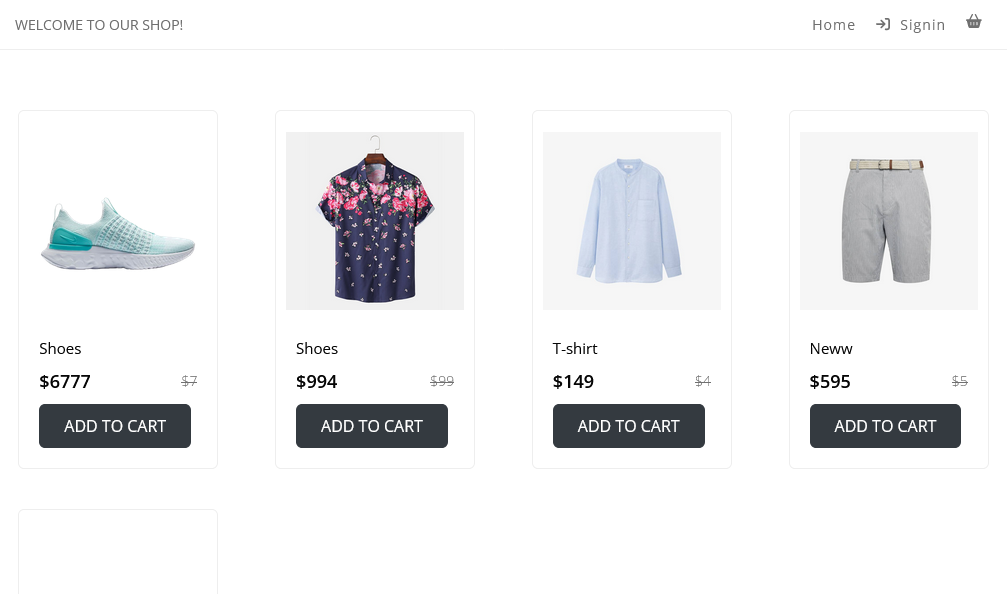 WELCOME TO OUR SHOP!
Home Signin
Shoes
$6777 $7
ADD TO CART
Shoes
$994 $99
ADD TO CART
T-shirt
$149 $4
ADD TO CART
Neww
$595 $5
ADD TO CART